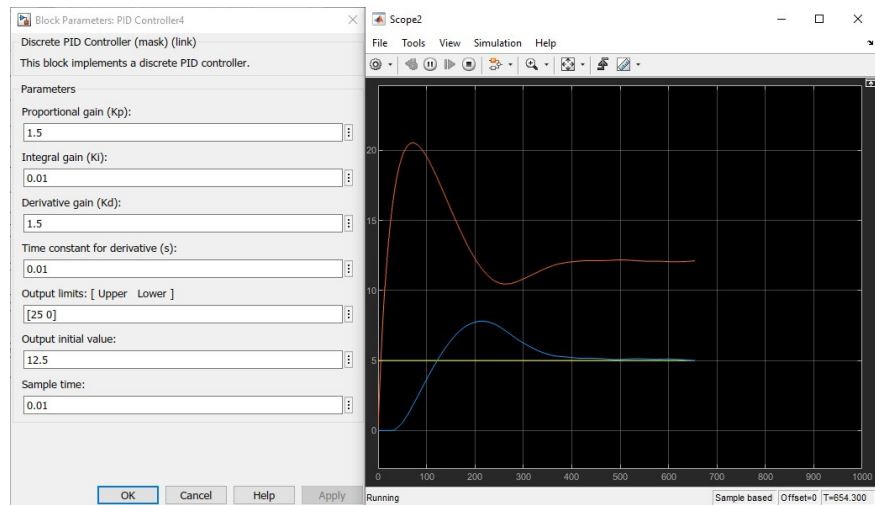 Block Parameters: PID Controller4
Discrete PID Controller (mask) (link)
This block implements a discrete PID controller.
Parameters
Proportional gain (Kp):
1.5
Integral gain (Ki):
0.01
Derivative gain (Kd):
1.5
Time constant for derivative (s):
0.01
Output limits: [ Upper Lower ]
[25 0]
Output initial value:
12.5
Sample time:
0.01
OK Cancel Help Apply
Scope2
File Tools View Simulation Help
20
15
10
5
0
0 100 200 300 400 500 600 700 800 900 1000
Running Sample based Offset=0 T=654.300